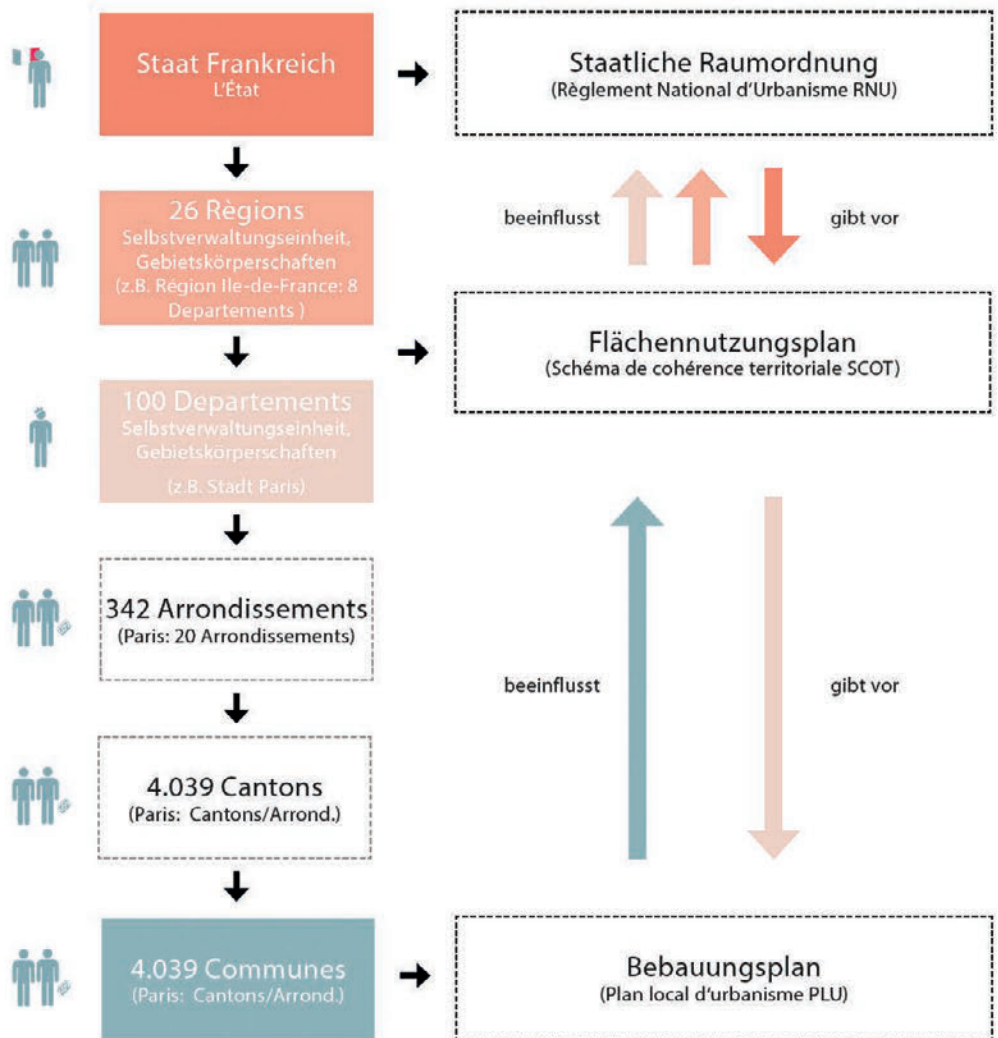 Staat Frankreich
L'État
Staatliche Raumordnung
(Règlement National d'Urbanisme RNU)
26 Règions
Selbstverwaltungseinheit,
Gebietskörperschaften
(z.B. Région Ile-de-France: 8
Departements )
beeinflusst
gibt vor
Flächennutzungsplan
(Schéma de cohérence territoriale SCOT)
100 Departements
Selbstverwaltungseinheit,
Gebietskörperschaften
(z.B. Stadt Paris)
342 Arrondissements
(Paris: 20 Arrondissements)
beeinflusst
gibt vor
4.039 Cantons
(Paris: Cantons/Arrond.)
4.039 Communes
(Paris: Cantons/Arrond.)
Bebauungsplan
(Plan local d'urbanisme PLU)